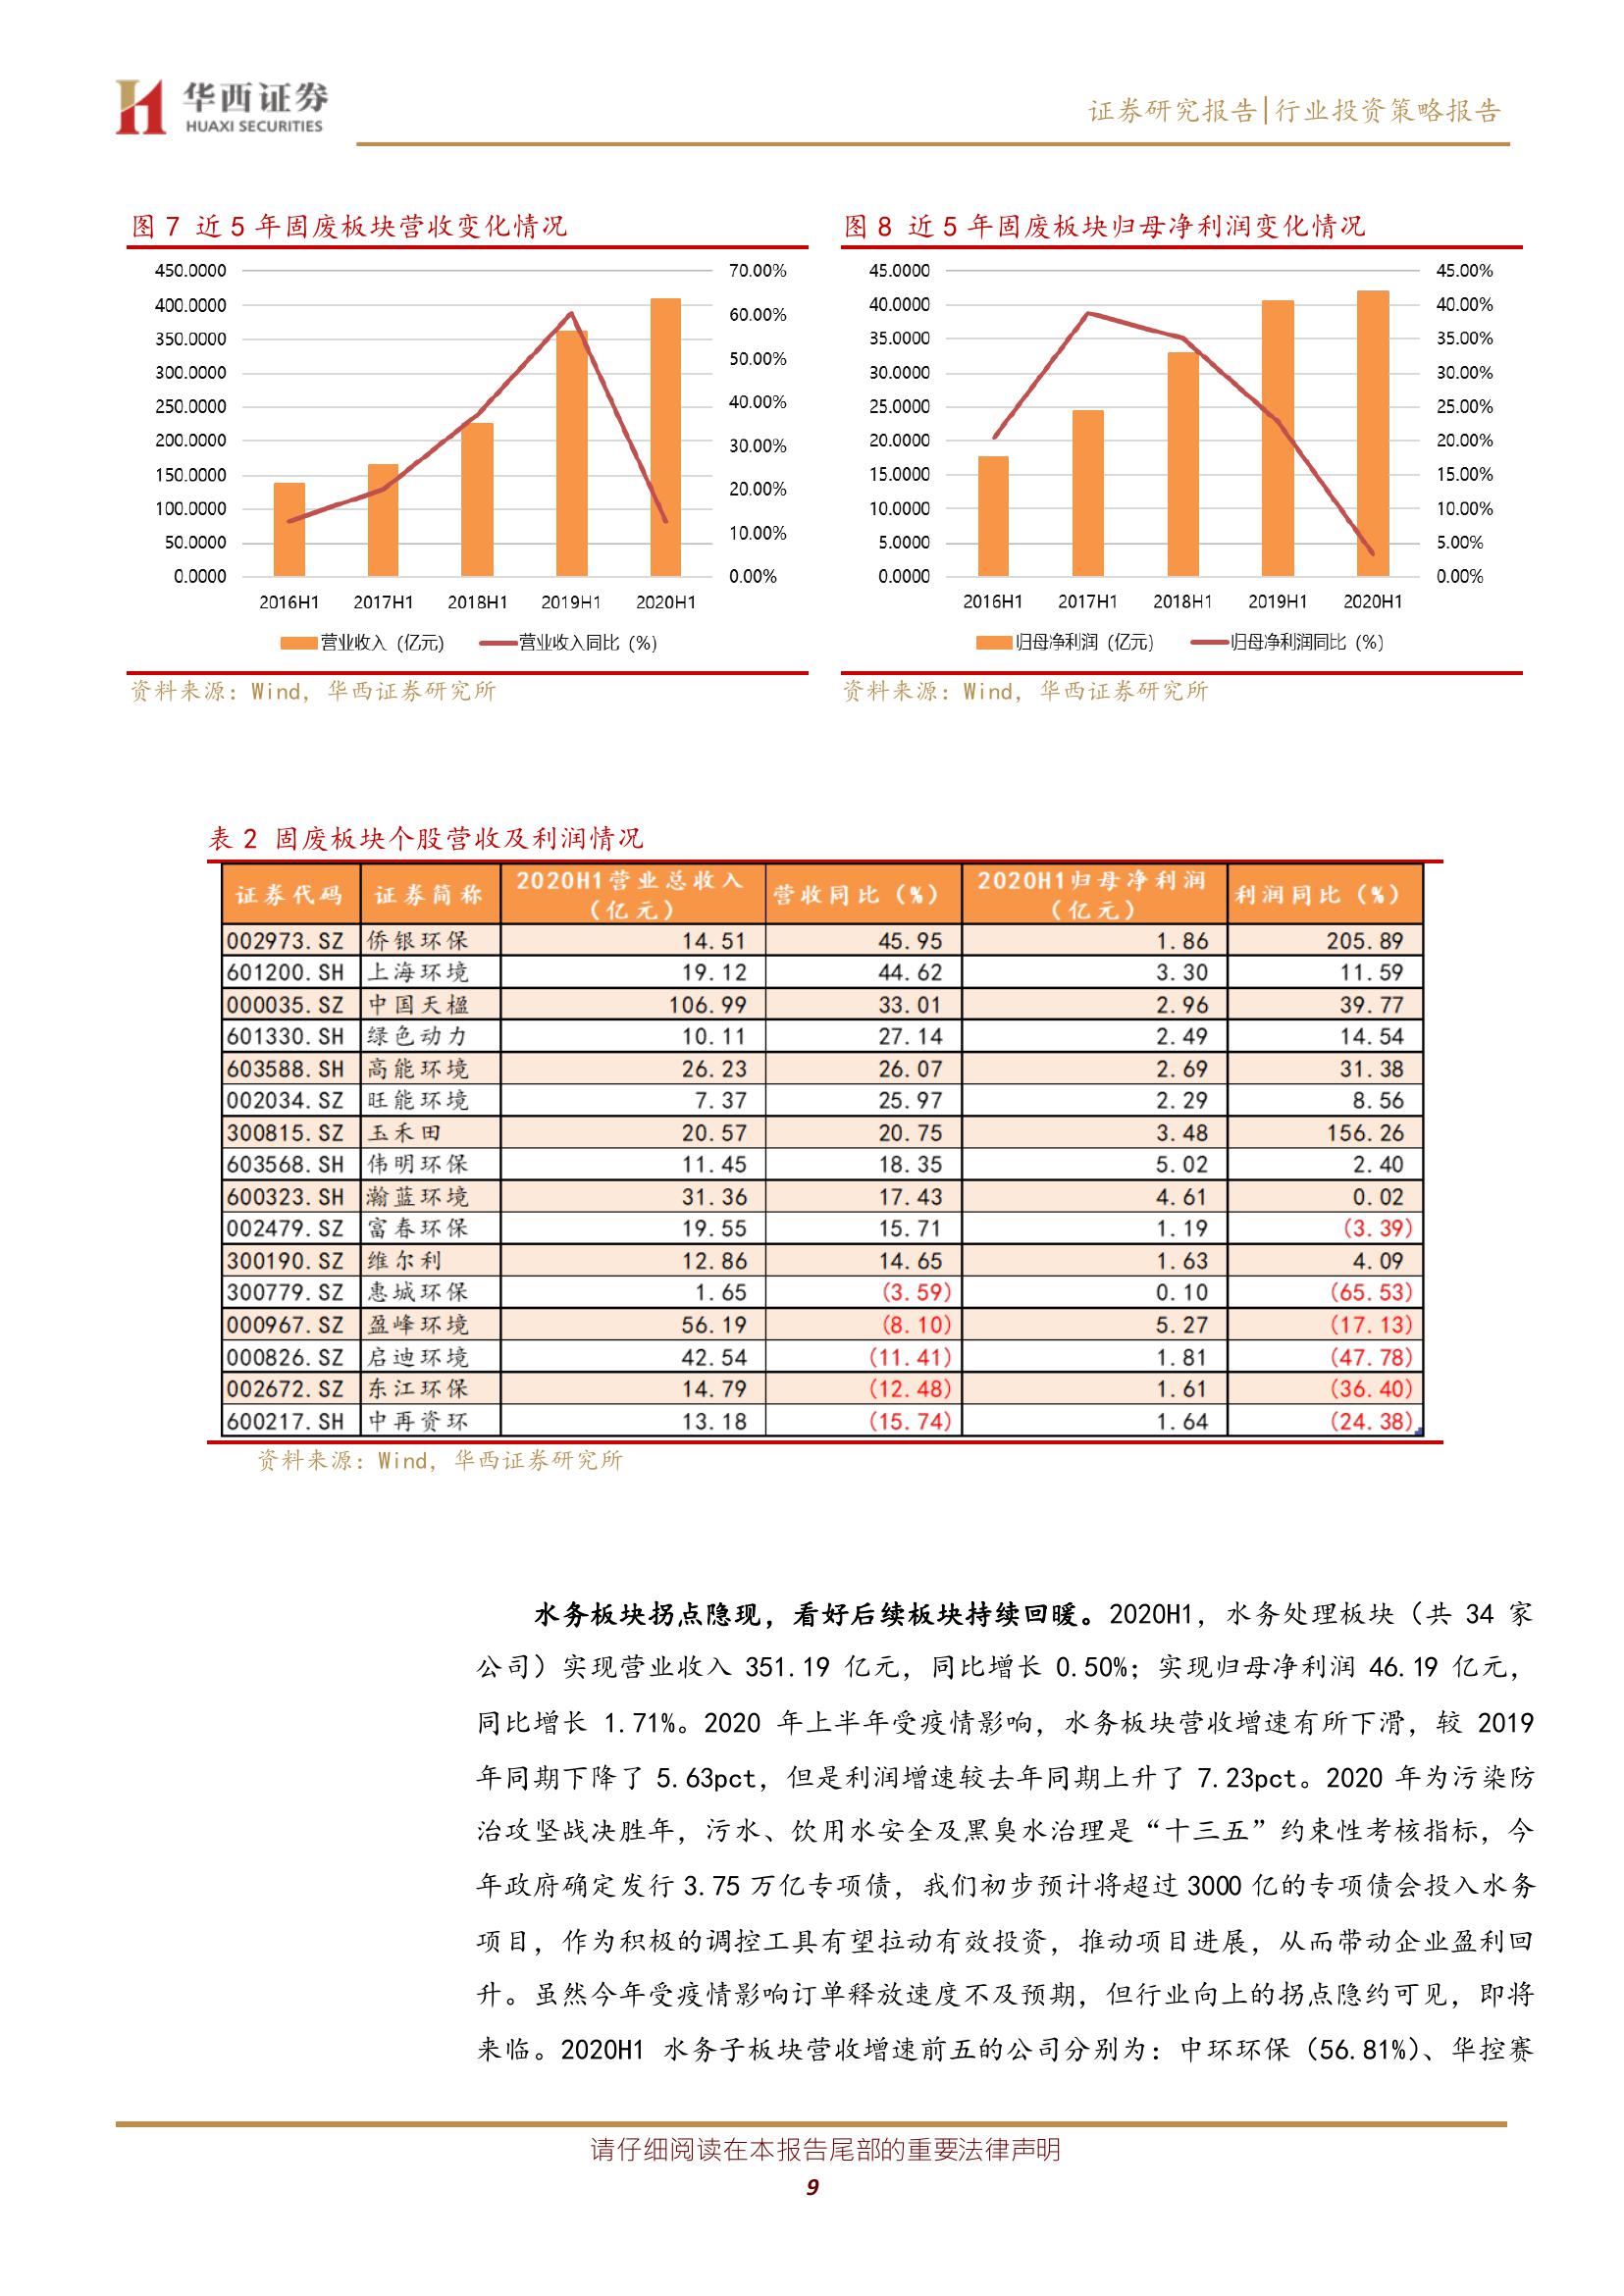 华西证券
HUAXI SECURITIES
证券研究报告|行业投资策略报告
图 7 近 5 年固废板块营收变化情况
450.0000
400.0000
350.0000
300.0000
250.0000
200.0000
150.0000
100.0000
50.0000
0.0000
70.00%
60.00%
50.00%
40.00%
30.00%
20.00%
10.00%
0.00%
2016H1 2017H1 2018H1 2019H1 2020H1
营业收入（亿元） 营业收入同比（%）
资料来源：Wind，华西证券研究所
图 8 近 5 年固废板块归母净利润变化情况
45.0000
40.0000
35.0000
30.0000
25.0000
20.0000
15.0000
10.0000
5.0000
0.0000
45.00%
40.00%
35.00%
30.00%
25.00%
20.00%
15.00%
10.00%
5.00%
0.00%
2016H1 2017H1 2018H1 2019H1 2020H1
归母净利润（亿元） 归母净利润同比（%）
资料来源：Wind，华西证券研究所
表 2 固废板块个股营收及利润情况
证券代码 证券简称 2020H1营业总收入（亿元） 营收同比（%） 2020H1归母净利润（亿元） 利润同比（%）
002973.SZ 侨银环保 14.51 45.95 1.86 205.89
601200.SH 上海环境 19.12 44.62 3.30 11.59
000035.SZ 中国天楹 106.99 33.01 2.96 39.77
601330.SH 绿色动力 10.11 27.14 2.49 14.54
603588.SH 高能环境 26.23 26.07 2.69 31.38
002034.SZ 旺能环境 7.37 25.97 2.29 8.56
300815.SZ 玉禾田 20.57 20.75 3.48 156.26
603568.SH 伟明环保 11.45 18.35 5.02 2.40
600323.SH 瀚蓝环境 31.36 17.43 4.61 0.02
002479.SZ 富春环保 19.55 15.71 1.19 (3.39)
300190.SZ 维尔利 12.86 14.65 1.63 4.09
300779.SZ 惠城环保 1.65 (3.59) 0.10 (65.53)
000967.SZ 盈峰环境 56.19 (8.10) 5.27 (17.13)
000826.SZ 启迪环境 42.54 (11.41) 1.81 (47.78)
002672.SZ 东江环保 14.79 (12.48) 1.61 (36.40)
600217.SH 中再资环 13.18 (15.74) 1.64 (24.38)
资料来源：Wind，华西证券研究所
水务板块拐点隐现，看好后续板块持续回暖。2020H1，水务处理板块（共 34 家
公司）实现营业收入 351.19 亿元，同比增长 0.50%；实现归母净利润 46.19 亿元，
同比增长 1.71%。2020 年上半年受疫情影响，水务板块营收增速有所下滑，较 2019
年同期下降了 5.63pct，但是利润增速较去年同期上升了 7.23pct。2020 年为污染防
治攻坚战决胜年，污水、饮用水安全及黑臭水治理是“十三五”约束性考核指标，今
年政府确定发行 3.75 万亿专项债，我们初步预计将超过 3000 亿的专项债会投入水务
项目，作为积极的调控工具有望拉动有效投资，推动项目进展，从而带动企业盈利回
升。虽然今年受疫情影响订单释放速度不及预期，但行业向上的拐点隐约可见，即将
来临。2020H1 水务子板块营收增速前五的公司分别为：中环环保（56.81%）、华控赛
请仔细阅读在本报告尾部的重要法律声明
9